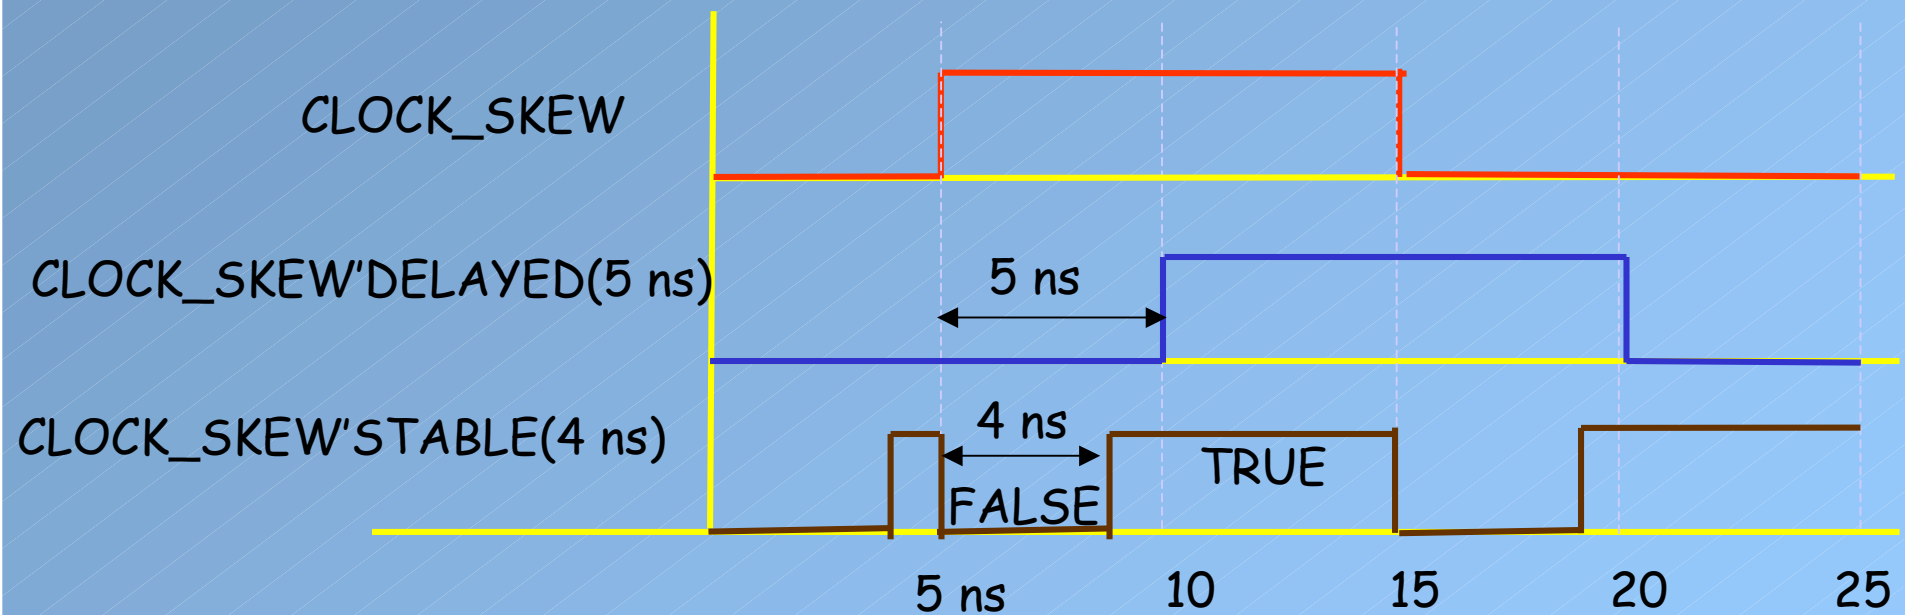 CLOCK_SKEW
CLOCK_SKEW'DELAYED(5 ns)
5 ns
CLOCK_SKEW'STABLE(4 ns)
4 ns
FALSE
TRUE
5 ns 10 15 20 25